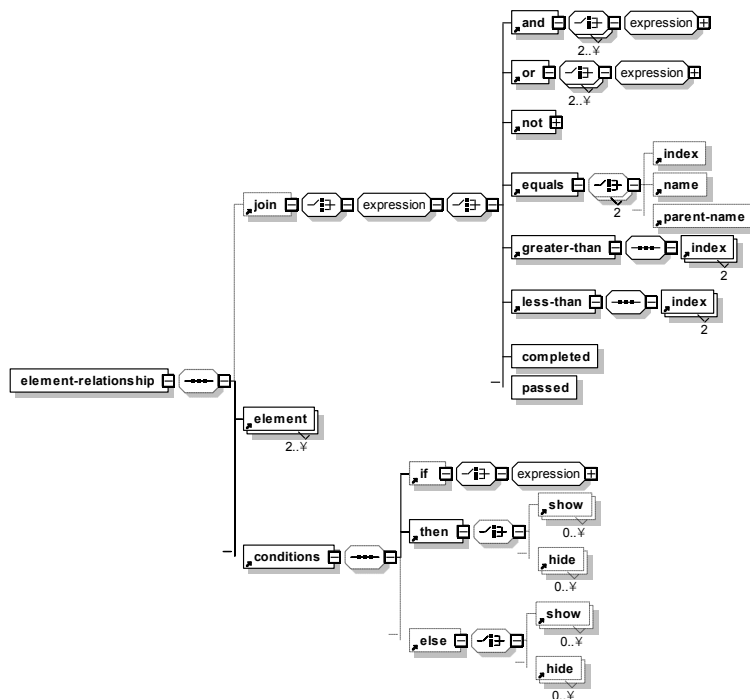 and
expression
2..¥
or
expression
2..¥
not
index
equals
name
2
parent-name
join
expression
greater-than
index
2
less-than
index
2
completed
passed
element-relationship
element
2..¥
if
expression
show
0..¥
then
hide
0..¥
conditions
show
0..¥
else
hide
0..¥